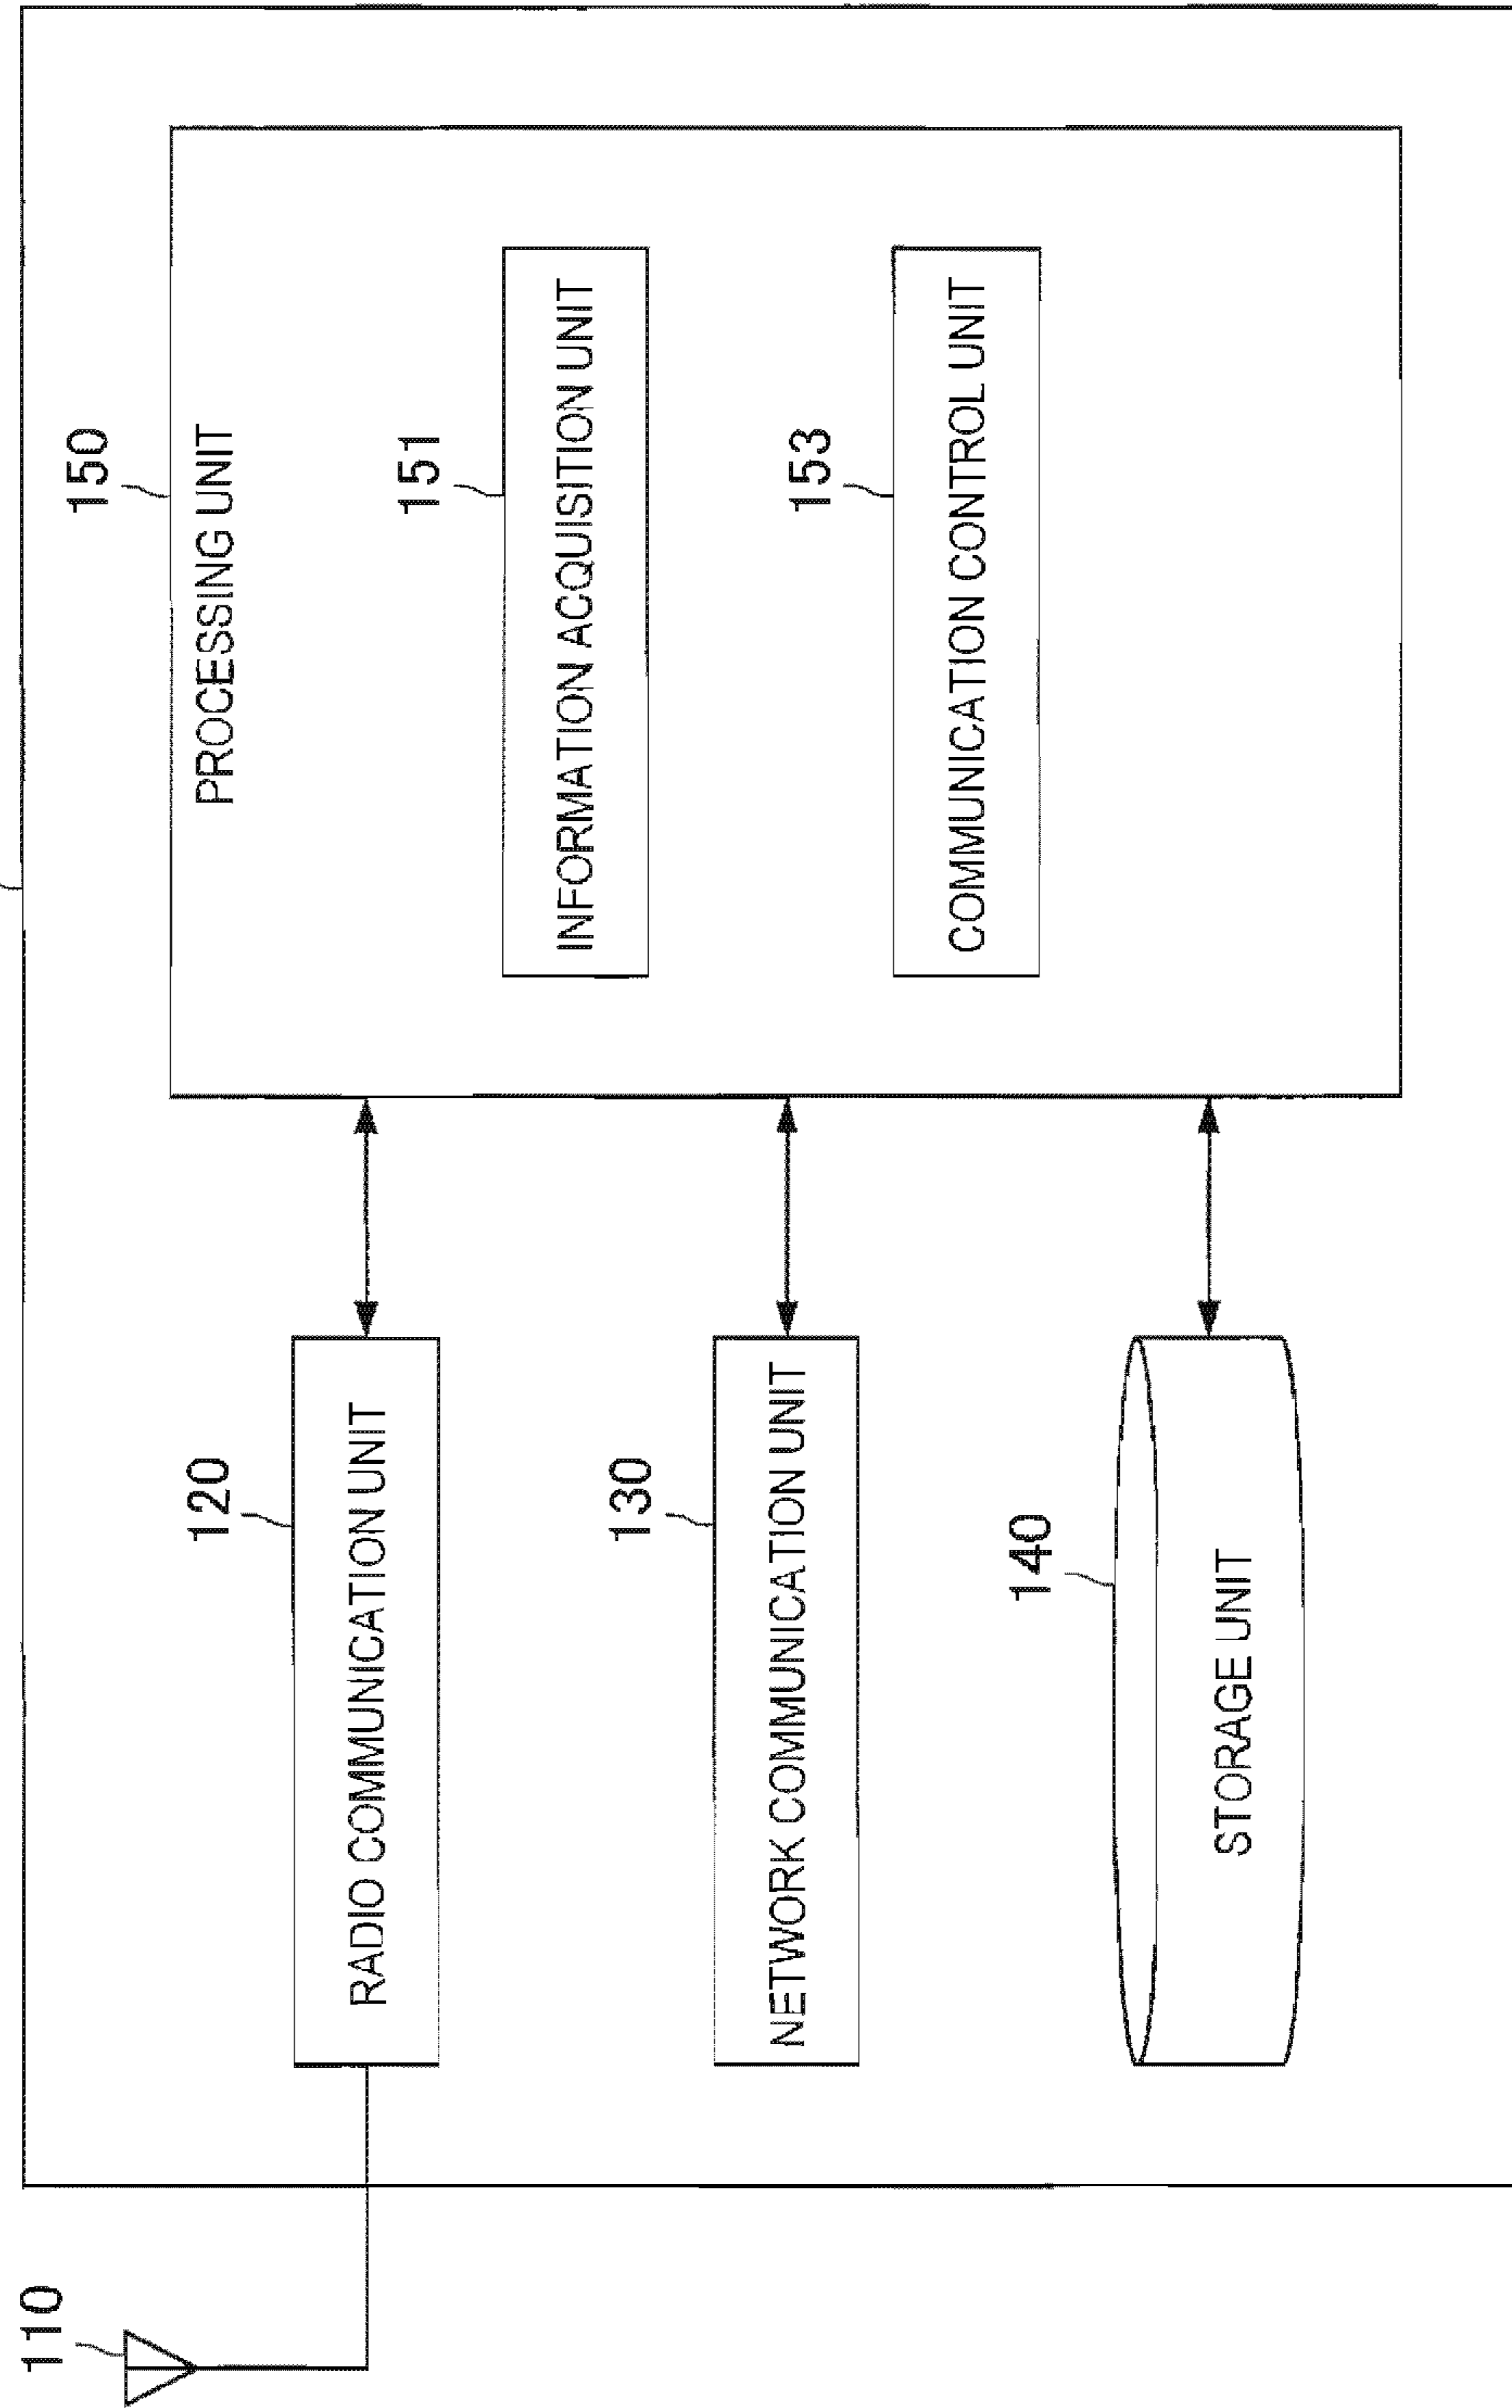 110
120
RADIO COMMUNICATION UNIT
130
NETWORK COMMUNICATION UNIT
140
STORAGE UNIT
150
PROCESSING UNIT
151
INFORMATION ACQUISITION UNIT
153
COMMUNICATION CONTROL UNIT